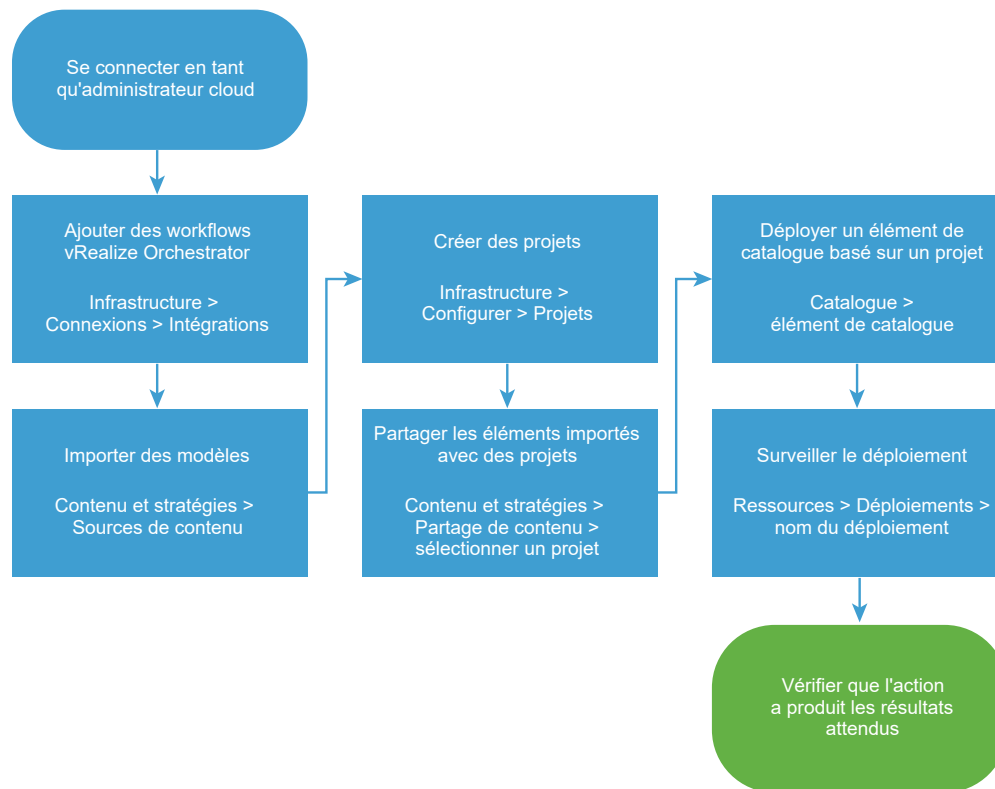 Se connecter en tant
qu'administrateur cloud
Ajouter des workflows
vRealize Orchestrator
Infrastructure >
Connexions > Intégrations
Importer des modèles
Contenu et stratégies >
Sources de contenu
Créer des projets
Infrastructure >
Configurer > Projets
Partager les éléments importés
avec des projets
Contenu et stratégies >
Partage de contenu >
sélectionner un projet
Déployer un élément de
catalogue basé sur un projet
Catalogue >
élément de catalogue
Surveiller le déploiement
Ressources > Déploiements >
nom du déploiement
Vérifier que l'action
a produit les résultats
attendus